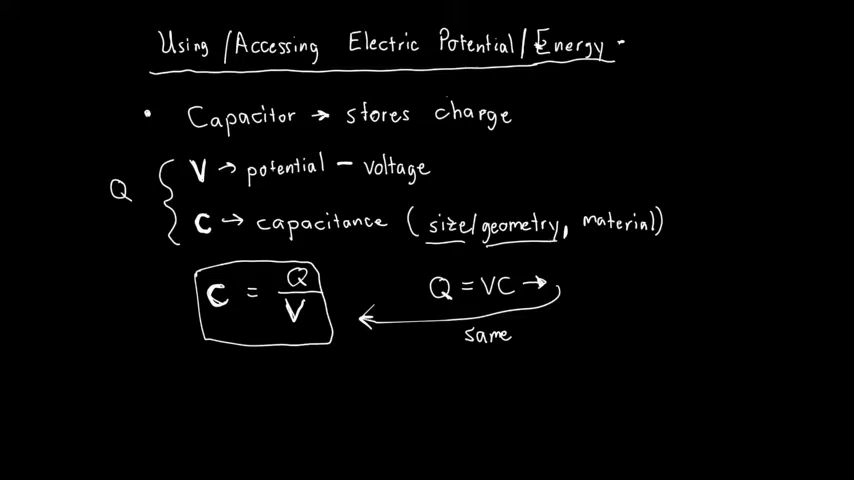 Using/Accessing Electric Potential/Energy
• Capacitor → stores charge
Q { V → potential - voltage
C → capacitance (size/geometry, material)
C = Q/V Q = VC →
same